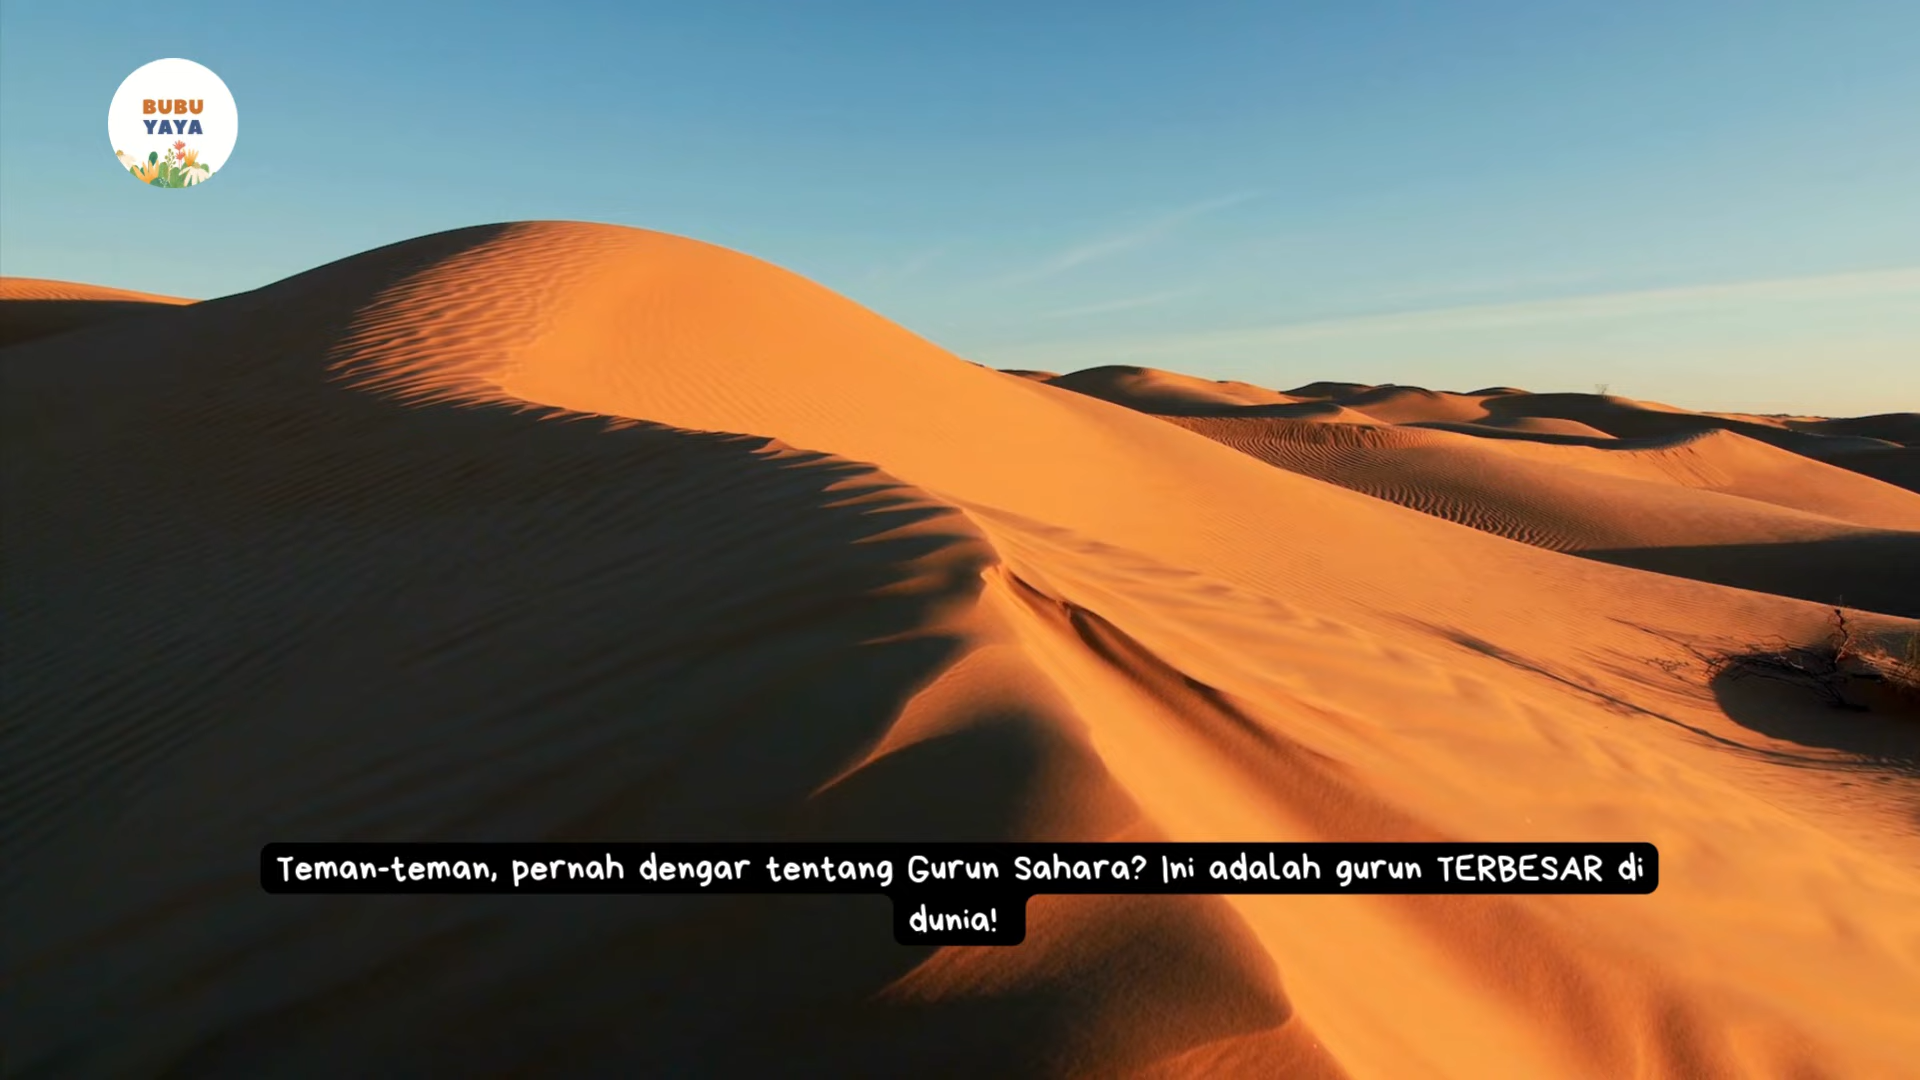 BUBU
YAYA
Teman-teman, pernah dengar tentang Gurun Sahara? Ini adalah gurun TERBESAR di
dunia!